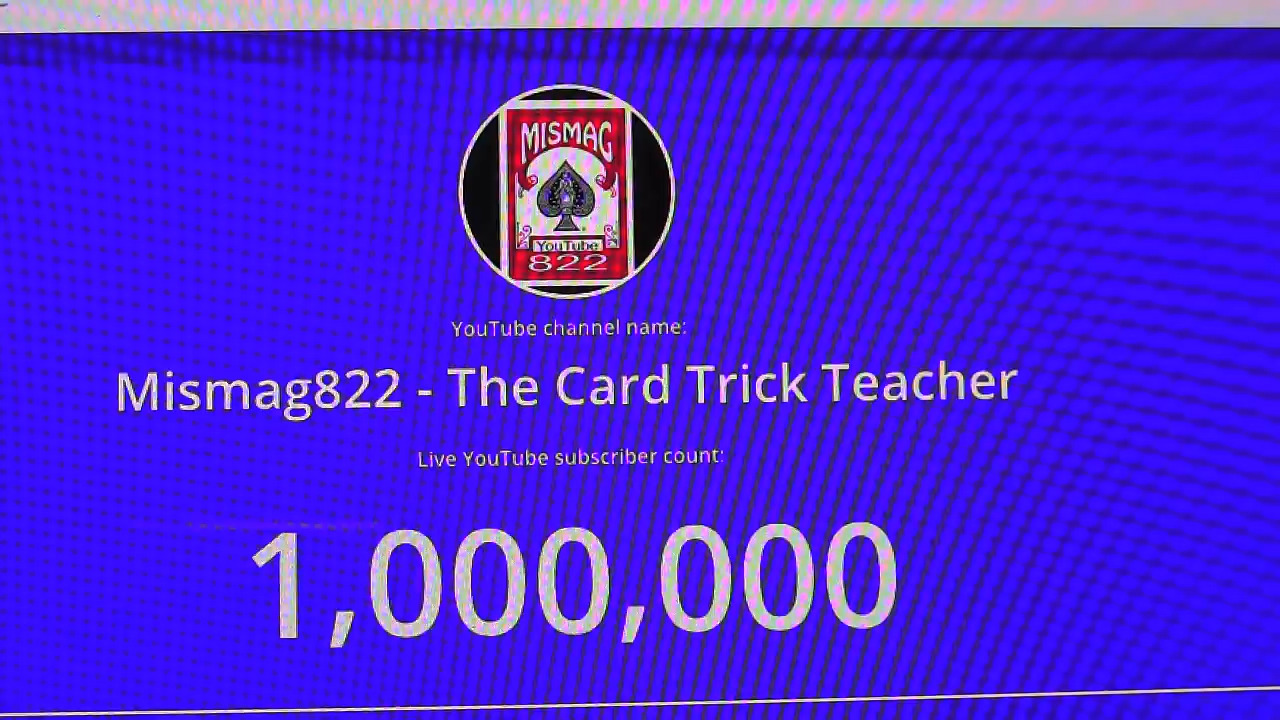 MISMAG
YouTube
822
YouTube channel name:
Mismag822 - The Card Trick Teacher
Live YouTube subscriber count:
1,000,000